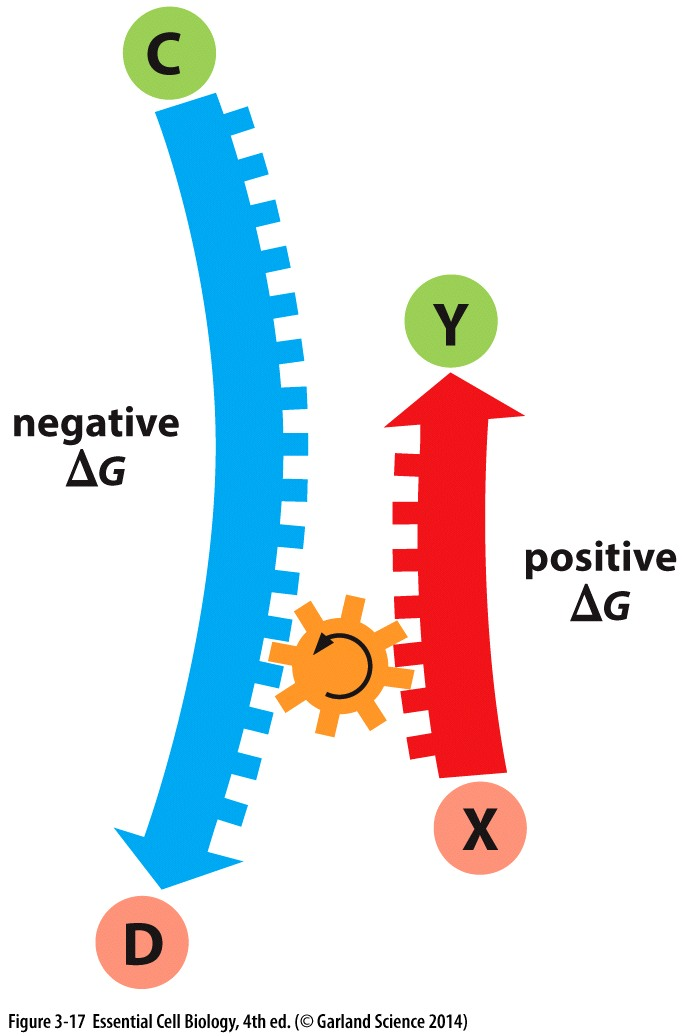 C
Y
negative
ΔG
positive
ΔG
X
D
Figure 3-17 Essential Cell Biology, 4th ed. (© Garland Science 2014)